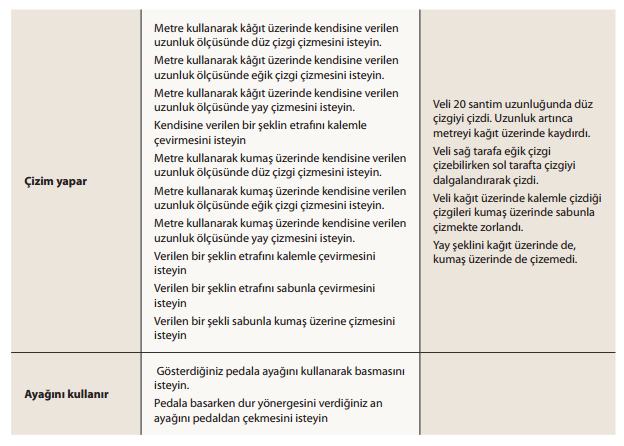 Çizim yapar
Metre kullanarak kâğıt üzerinde kendisine verilen
uzunluk ölçüsünde düz çizgi çizmesini isteyin.
Metre kullanarak kâğıt üzerinde kendisine verilen
uzunluk ölçüsünde eğik çizgi çizmesini isteyin.
Metre kullanarak kâğıt üzerinde kendisine verilen
uzunluk ölçüsünde yay çizmesini isteyin.
Kendisine verilen bir şeklin etrafını kalemle
çevirmesini isteyin
Metre kullanarak kumaş üzerinde kendisine verilen
uzunluk ölçüsünde düz çizgi çizmesini isteyin.
Metre kullanarak kumaş üzerinde kendisine verilen
uzunluk ölçüsünde eğik çizgi çizmesini isteyin.
Metre kullanarak kumaş üzerinde kendisine verilen
uzunluk ölçüsünde yay çizmesini isteyin.
Verilen bir şeklin etrafını kalemle çevirmesini
isteyin
Verilen bir şeklin etrafını sabunla çevirmesini
isteyin
Verilen bir şekli sabunla kumaş üzerine çizmesini
isteyin
Veli 20 santim uzunluğunda düz
çizgiyi çizdi. Uzunluk artınca
metreyi kağıt üzerinde kaydırdı.
Veli sağ tarafa eğik çizgi
çizebilirken sol tarafta çizgiyi
dalgalandırarak çizdi.
Veli kağıt üzerinde kalemle çizdiği
çizgileri kumaş üzerinde sabunla
çizmekte zorlandı.
Yay şeklini kağıt üzerinde de,
kumaş üzerinde de çizemedi.
Ayağını kullanır
Gösterdiğiniz pedala ayağını kullanarak basmasını
isteyin.
Pedala basarken dur yönergesini verdiğiniz an
ayağını pedaldan çekmesini isteyin